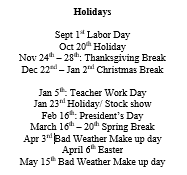 Holidays
Sept 1st Labor Day
Oct 20th Holiday
Nov 24th – 28th: Thanksgiving Break
Dec 22nd – Jan 2nd Christmas Break
Jan 5th: Teacher Work Day
Jan 23rd Holiday/ Stock show
Feb 16th: President's Day
March 16th – 20th Spring Break
Apr 3rd Bad Weather Make up day
April 6th Easter
May 15th Bad Weather Make up day